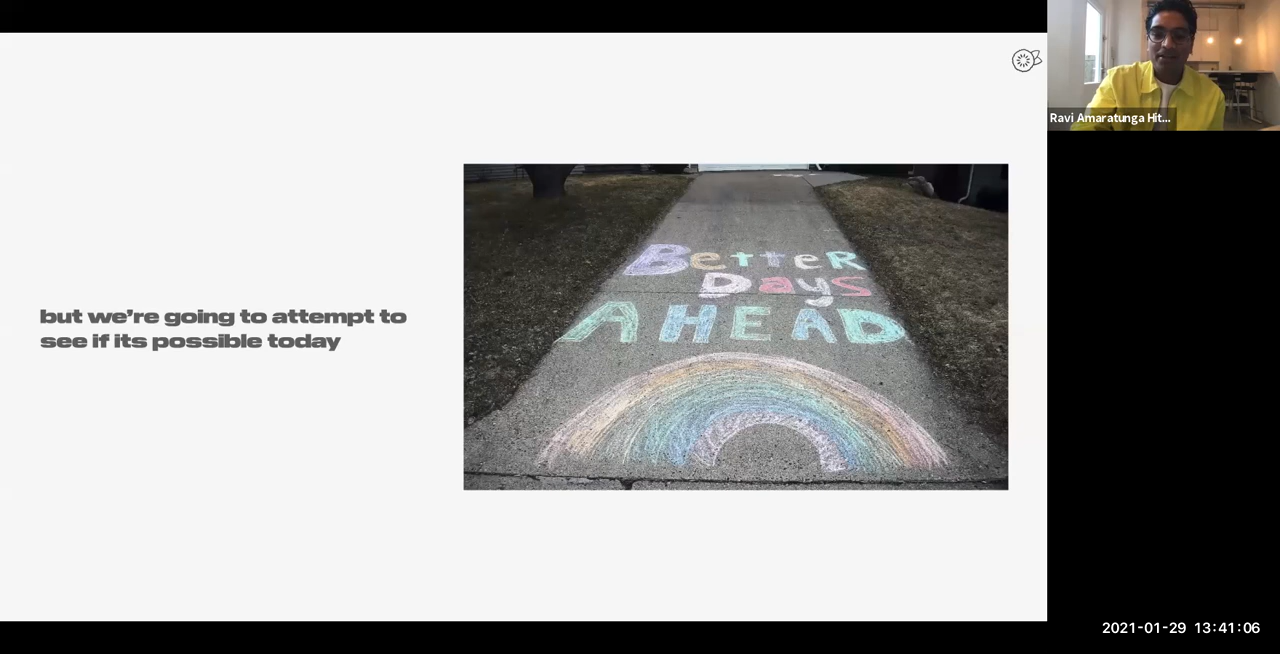 but we're going to attempt to
see if its possible today
Better
Days
AHEAD
Ravi Amaratunga Hit...
2021-01-29 13:41:06